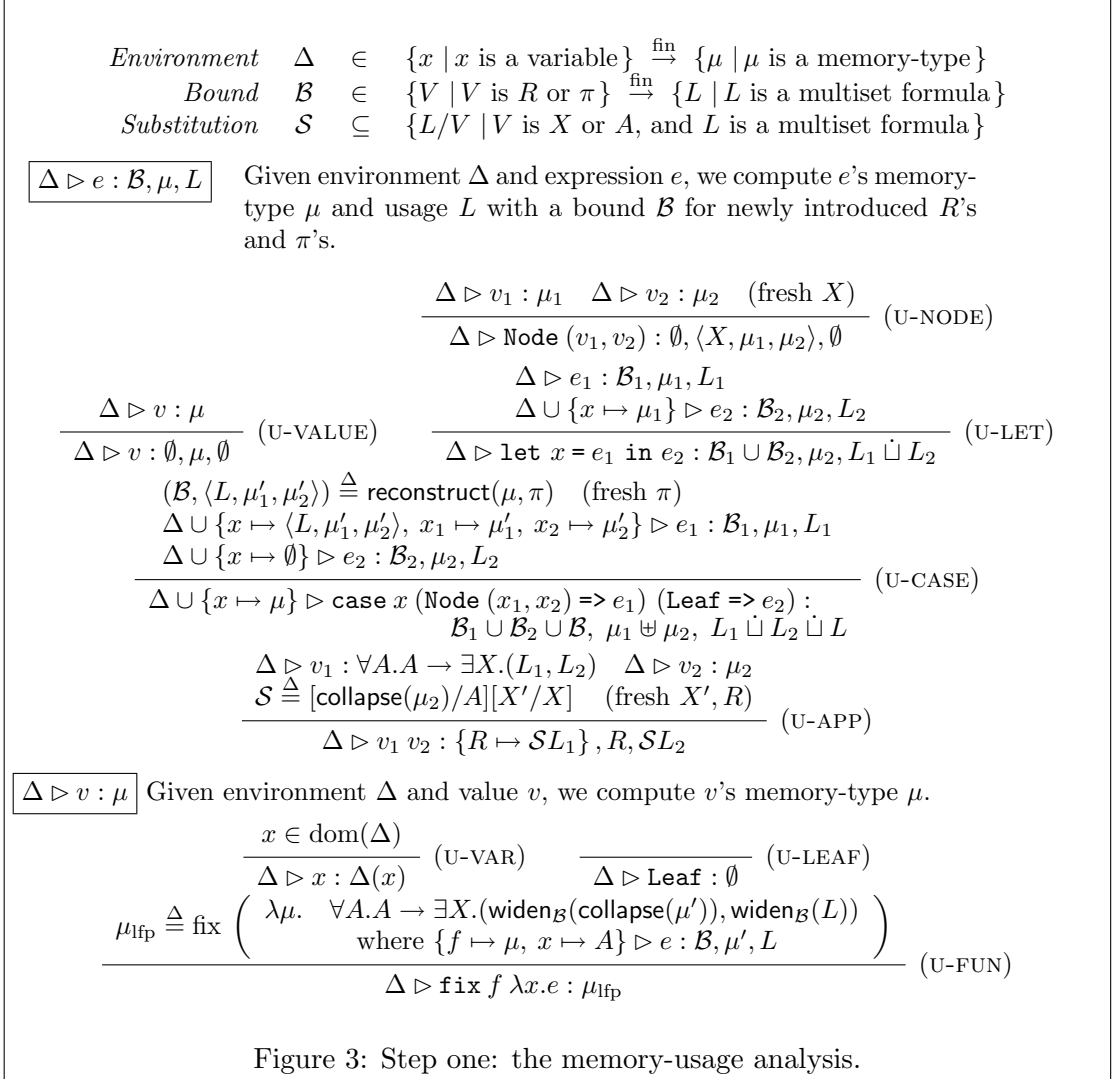 Environment Δ ∈ {x | x is a variable} →^fin {μ | μ is a memory-type}
Bound ℬ ∈ {V | V is R or π} →^fin {L | L is a multiset formula}
Substitution 𝒮 ⊆ {L/V | V is X or A, and L is a multiset formula}
Δ ▷ e : ℬ, μ, L Given environment Δ and expression e, we compute e's memory-
type μ and usage L with a bound ℬ for newly introduced R's
and π's.
Δ ▷ v₁ : μ₁ Δ ▷ v₂ : μ₂ (fresh X)
Δ ▷ Node (v₁, v₂) : ∅, ⟨X, μ₁, μ₂⟩, ∅ (U-NODE)
Δ ▷ v : μ
Δ ▷ v : ∅, μ, ∅ (U-VALUE)
Δ ▷ e₁ : ℬ₁, μ₁, L₁
Δ ∪ {x ↦ μ₁} ▷ e₂ : ℬ₂, μ₂, L₂
Δ ▷ let x = e₁ in e₂ : ℬ₁ ∪ ℬ₂, μ₂, L₁ ⊔̇ L₂ (U-LET)
(ℬ, ⟨L, μ′₁, μ′₂⟩) ≜ reconstruct(μ, π) (fresh π)
Δ ∪ {x ↦ ⟨L, μ′₁, μ′₂⟩, x₁ ↦ μ′₁, x₂ ↦ μ′₂} ▷ e₁ : ℬ₁, μ₁, L₁
Δ ∪ {x ↦ ∅} ▷ e₂ : ℬ₂, μ₂, L₂
Δ ∪ {x ↦ μ} ▷ case x (Node (x₁, x₂) => e₁) (Leaf => e₂) : (U-CASE)
ℬ₁ ∪ ℬ₂ ∪ ℬ, μ₁ ⊎ μ₂, L₁ ⊔̇ L₂ ⊔̇ L
Δ ▷ v₁ : ∀A.A → ∃X.(L₁, L₂) Δ ▷ v₂ : μ₂
𝒮 ≜ [collapse(μ₂)/A][X′/X] (fresh X′, R)
Δ ▷ v₁ v₂ : {R ↦ 𝒮L₁}, R, 𝒮L₂ (U-APP)
Δ ▷ v : μ Given environment Δ and value v, we compute v's memory-type μ.
x ∈ dom(Δ)
Δ ▷ x : Δ(x) (U-VAR)
Δ ▷ Leaf : ∅ (U-LEAF)
μ_lfp ≜ fix ( λμ. ∀A.A → ∃X.(widen_ℬ(collapse(μ′)), widen_ℬ(L))
where {f ↦ μ, x ↦ A} ▷ e : ℬ, μ′, L )
Δ ▷ fix f λx.e : μ_lfp (U-FUN)
Figure 3: Step one: the memory-usage analysis.